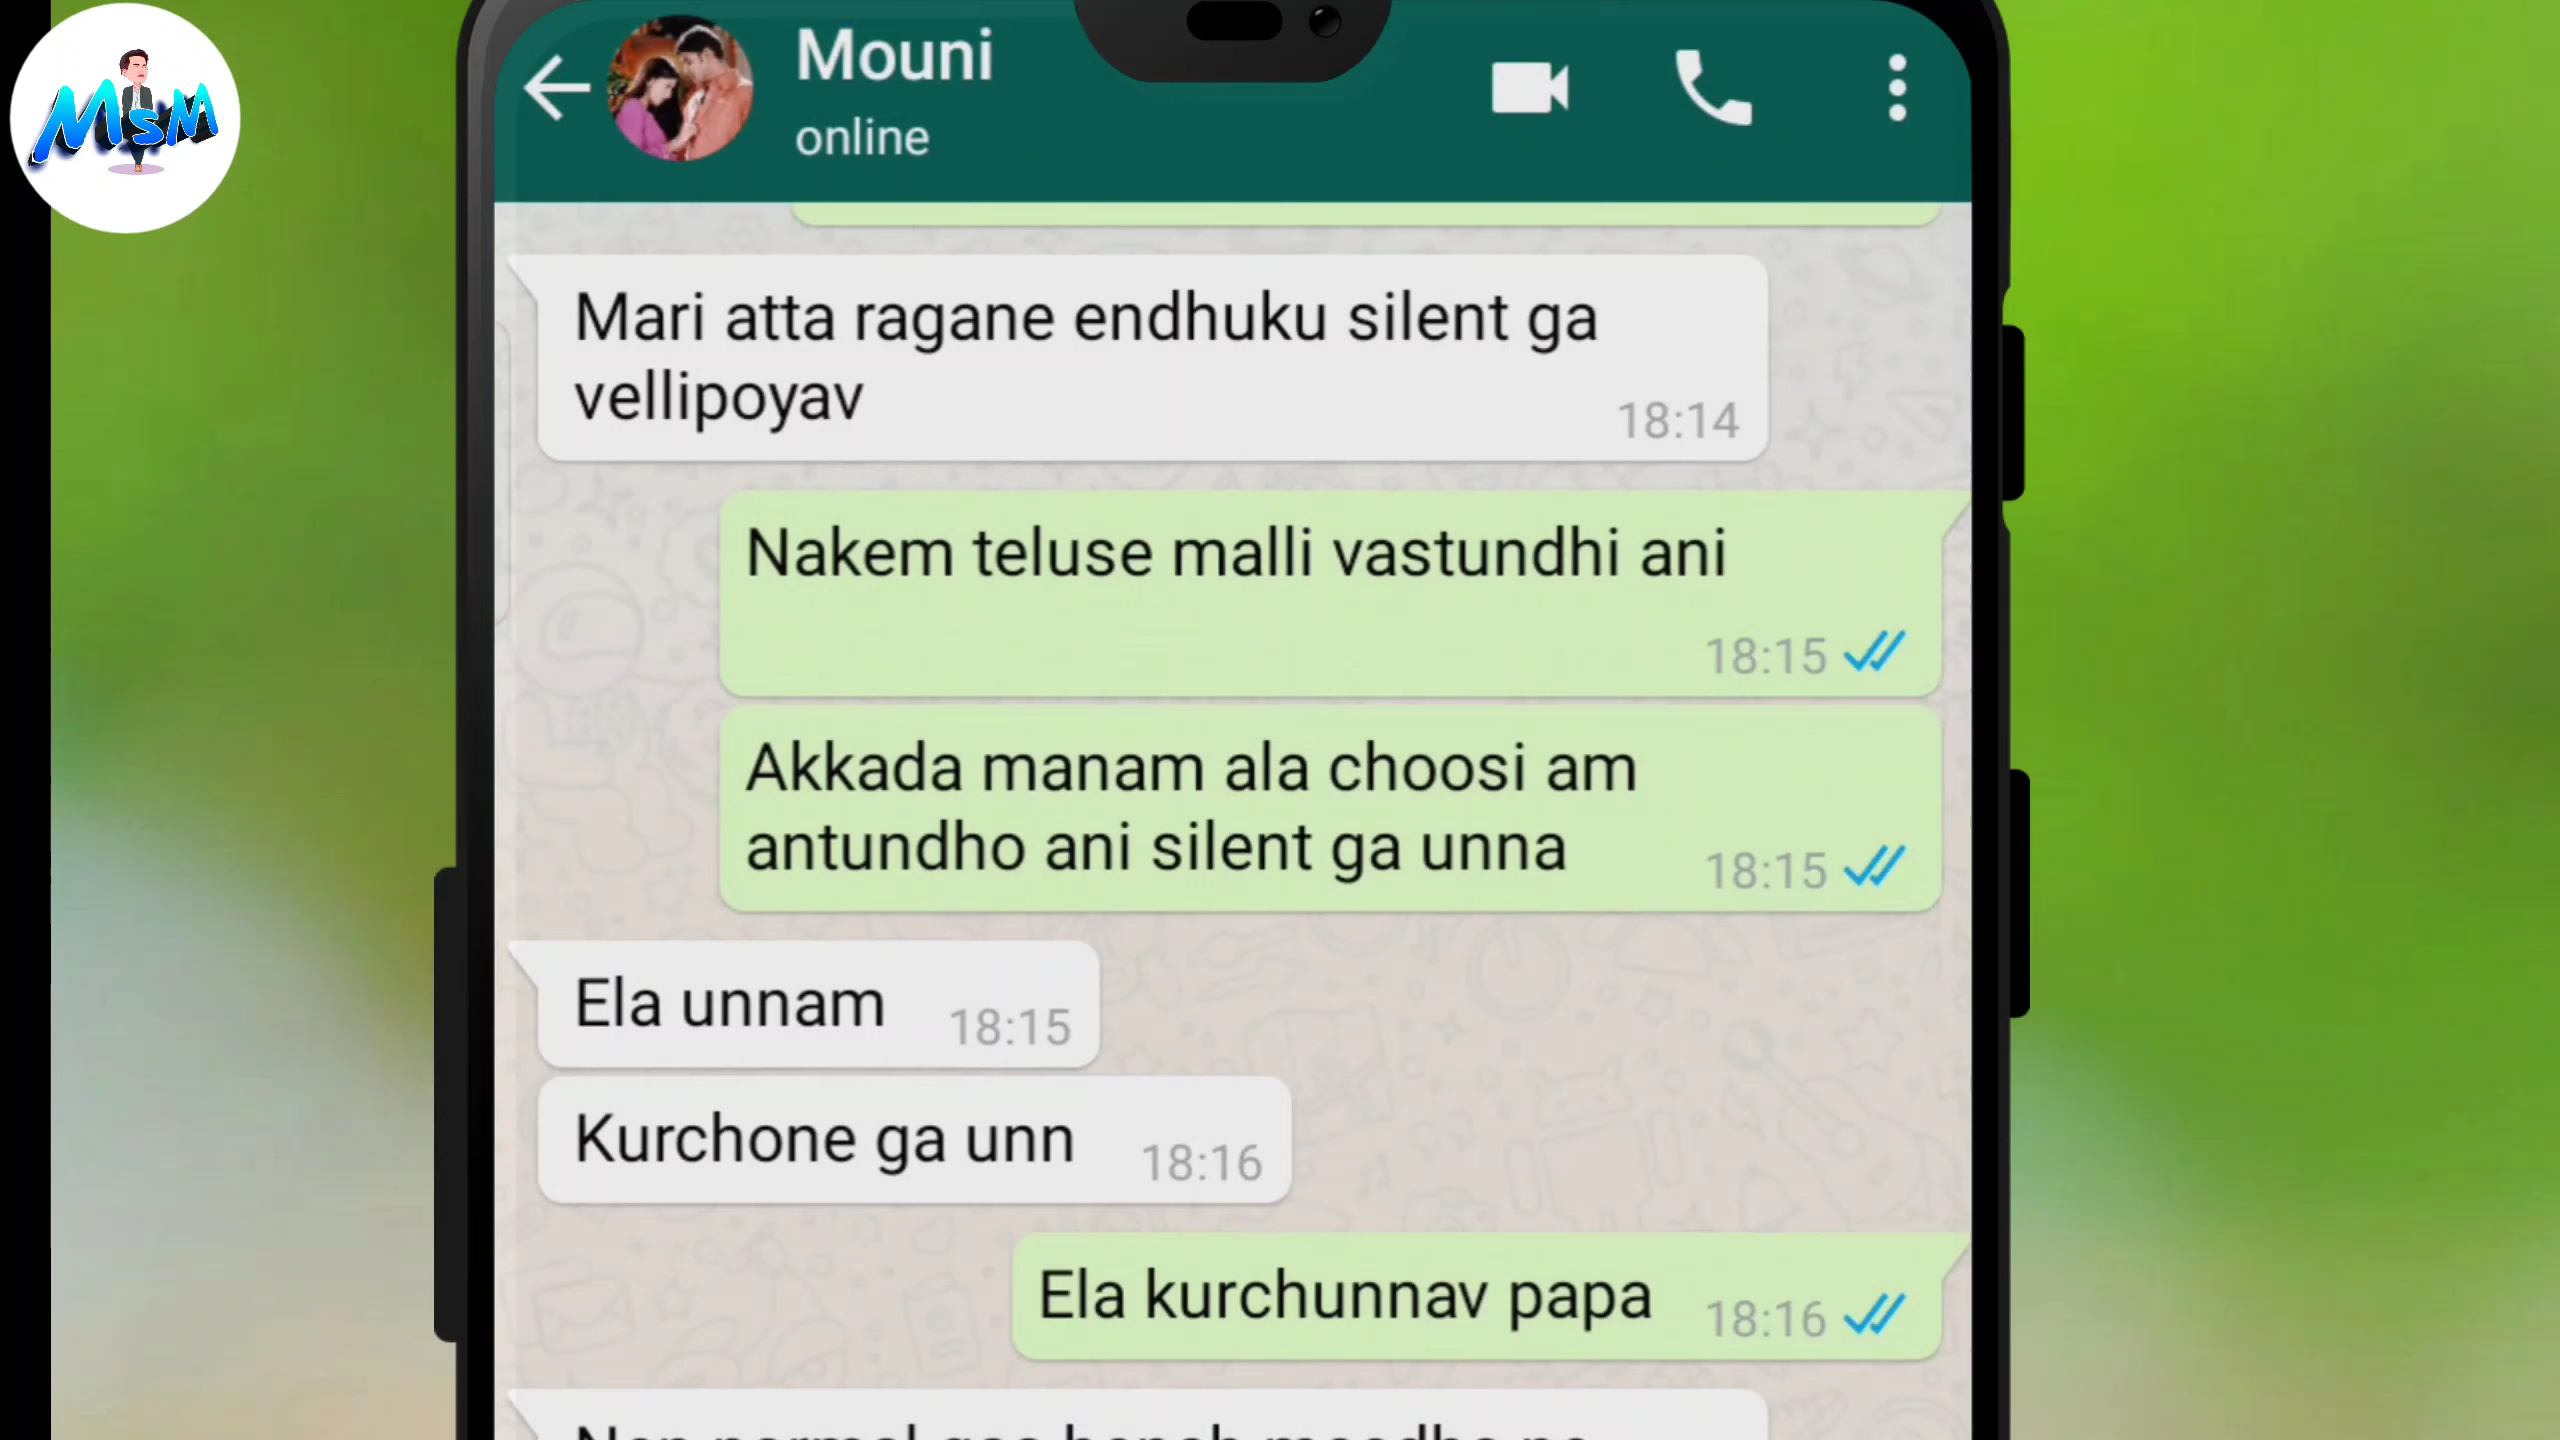 MSM
Mouni
online
Mari atta ragane endhuku silent ga
vellipoyav
18:14
Nakem teluse malli vastundhi ani
18:15
Akkada manam ala choosi am
antundho ani silent ga unna
18:15
Ela unnam
18:15
Kurchone ga unn
18:16
Ela kurchunnav papa
18:16